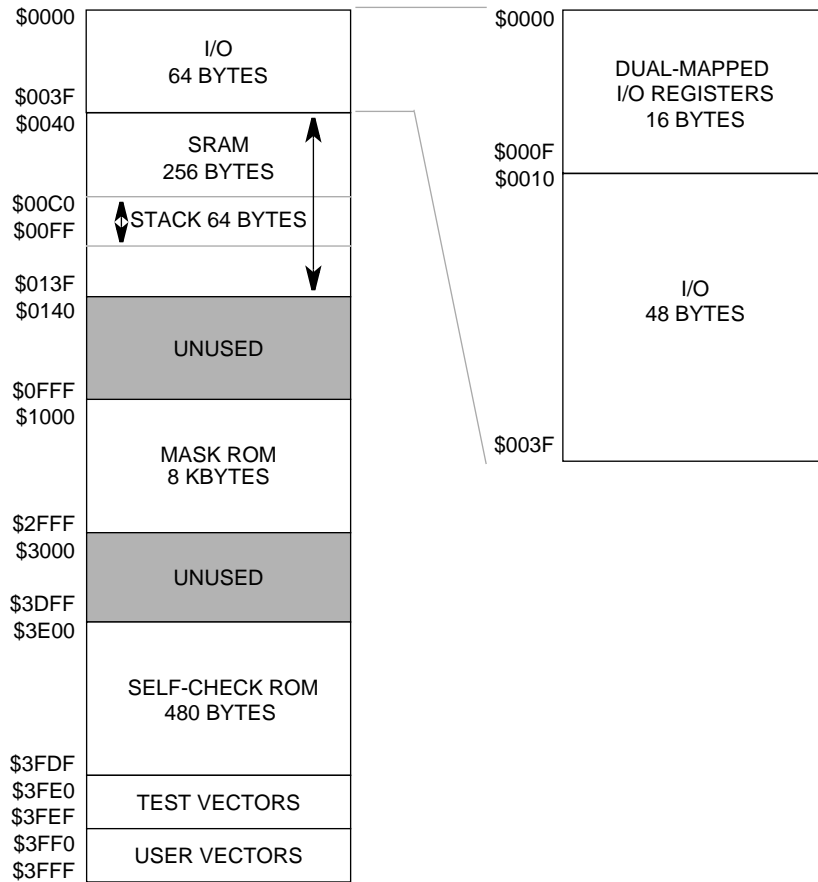 $0000
I/O
64 BYTES
$003F
$0040
SRAM
256 BYTES
$00C0
$00FF
STACK 64 BYTES
$013F
$0140
UNUSED
$0FFF
$1000
MASK ROM
8 KBYTES
$2FFF
$3000
UNUSED
$3DFF
$3E00
SELF-CHECK ROM
480 BYTES
$3FDF
$3FE0
TEST VECTORS
$3FEF
$3FF0
USER VECTORS
$3FFF
$0000
DUAL-MAPPED
I/O REGISTERS
16 BYTES
$000F
$0010
I/O
48 BYTES
$003F